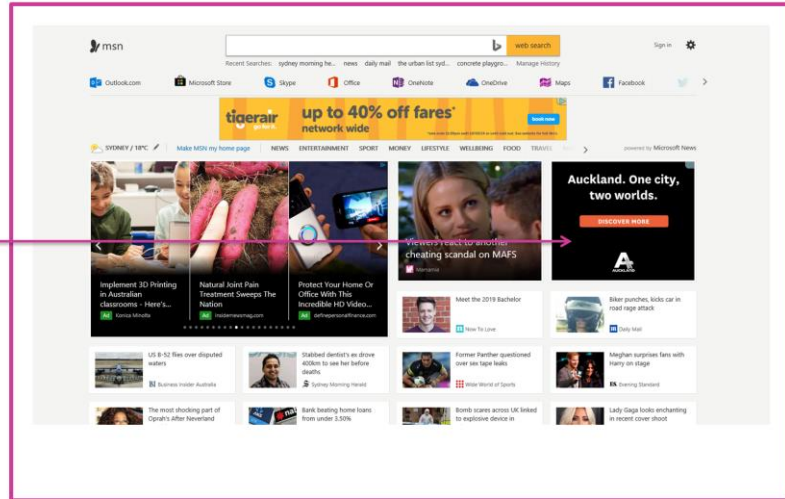 msn
web search
Sign in
Recent Searches: sydney morning he... news daily mail the urban list syd... concrete playgro... Manage History
Outlook.com Microsoft Store Skype Office OneNote OneDrive Maps Facebook
tigerair up to 40% off fares*
network wide
book now
SYDNEY / 18°C Make MSN my home page NEWS ENTERTAINMENT SPORT MONEY LIFESTYLE WELLBEING FOOD TRAVEL powered by Microsoft News
Implement 3D Printing
in Australian
classrooms - Here's...
Ad Konica Minolta
Natural Joint Pain
Treatment Sweeps The
Nation
Ad insidernewsmag.com
Protect Your Home Or
Office With This
Incredible HD Video...
Ad definepersonalfinance.com
Viewers react to another
cheating scandal on MAFS
Mamamia
Auckland. One city,
two worlds.
DISCOVER MORE
AUCKLAND
Meet the 2019 Bachelor
Now To Love
Biker punches, kicks car in
road rage attack
Daily Mail
US B-52 flies over disputed
waters
BI Business Insider Australia
Stabbed dentist's ex drove
400km to see her before
deaths
Sydney Morning Herald
Former Panther questioned
over sex tape leaks
Wide World of Sports
Meghan surprises fans with
Harry on stage
ES Evening Standard
The most shocking part of
Oprah's After Neverland
Bank beating home loans
from under 3.50%
Bomb scares across UK linked
to explosive device in
Lady Gaga looks enchanting
in recent cover shoot